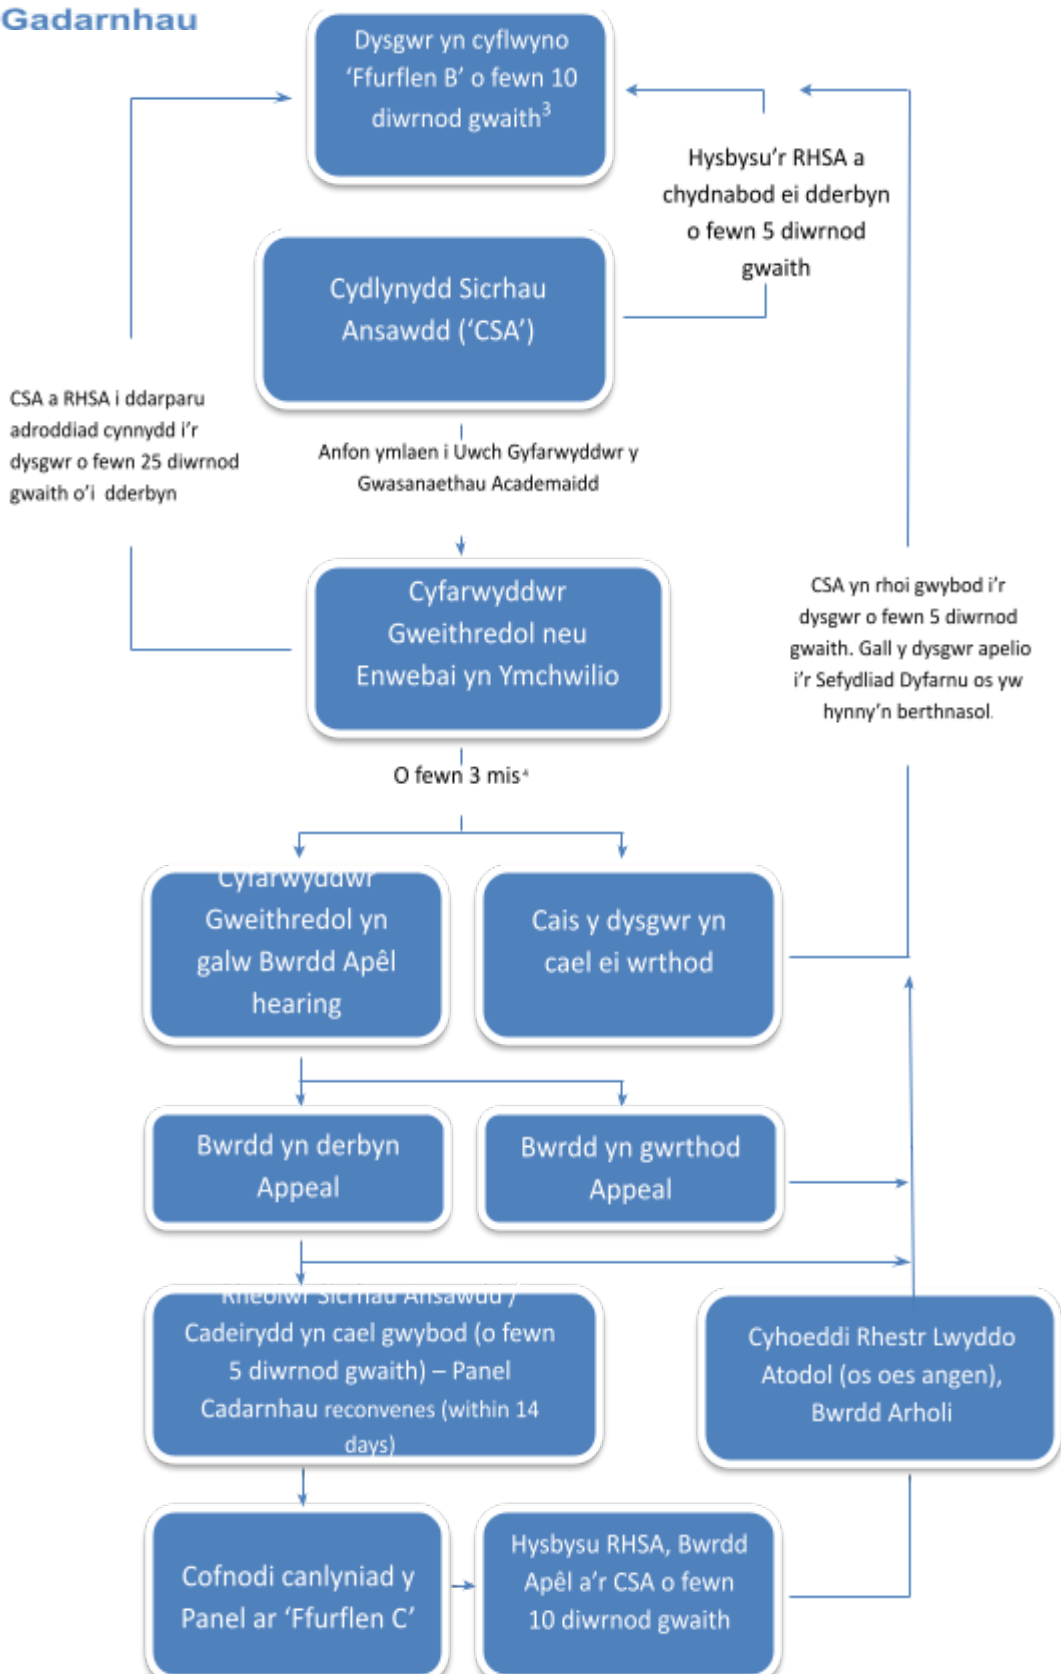 Gadarnhau
Dysgwr yn cyflwyno
‘Ffurflen B’ o fewn 10
diwrnod gwaith3
Hysbysu’r RHSA a
chydnabod ei dderbyn
o fewn 5 diwrnod
gwaith
Cydlynydd Sicrhau
Ansawdd (‘CSA’)
CSA a RHSA i ddarparu
adroddiad cynnydd i’r
dysgwr o fewn 25 diwrnod
gwaith o’i dderbyn
Anfon ymlaen i Uwch Gyfarwyddwr y
Gwasanaethau Academaidd
Cyfarwyddwr
Gweithredol neu
Enwebai yn Ymchwilio
CSA yn rhoi gwybod i’r
dysgwr o fewn 5 diwrnod
gwaith. Gall y dysgwr apelio
i’r Sefydliad Dyfarnu os yw
hynny’n berthnasol.
O fewn 3 mis4
Cyfarwyddwr
Gweithredol yn
galw Bwrdd Apêl
hearing
Cais y dysgwr yn
cael ei wrthod
Bwrdd yn derbyn
Appeal
Bwrdd yn gwrthod
Appeal
Rheolwr Sicrhau Ansawdd /
Cadeirydd yn cael gwybod (o fewn
5 diwrnod gwaith) – Panel
Cadarnhau reconvenes (within 14
days)
Cyhoeddi Rhestr Lwyddo
Atodol (os oes angen),
Bwrdd Arholi
Cofnodi canlyniad y
Panel ar ‘Ffurflen C’
Hysbysu RHSA, Bwrdd
Apêl a’r CSA o fewn
10 diwrnod gwaith